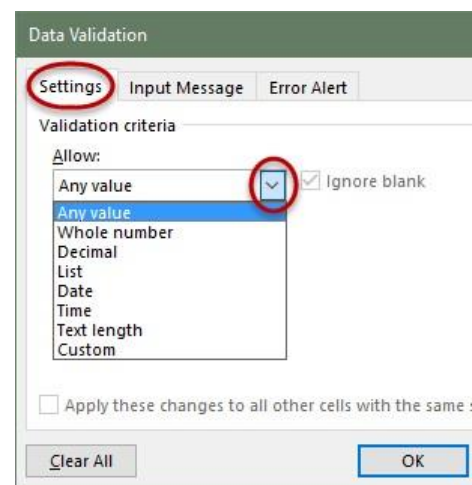 Data Validation
Settings Input Message Error Alert
Validation criteria
Allow:
Any value Ignore blank
Any value
Whole number
Decimal
List
Date
Time
Text length
Custom
Apply these changes to all other cells with the same
Clear All OK